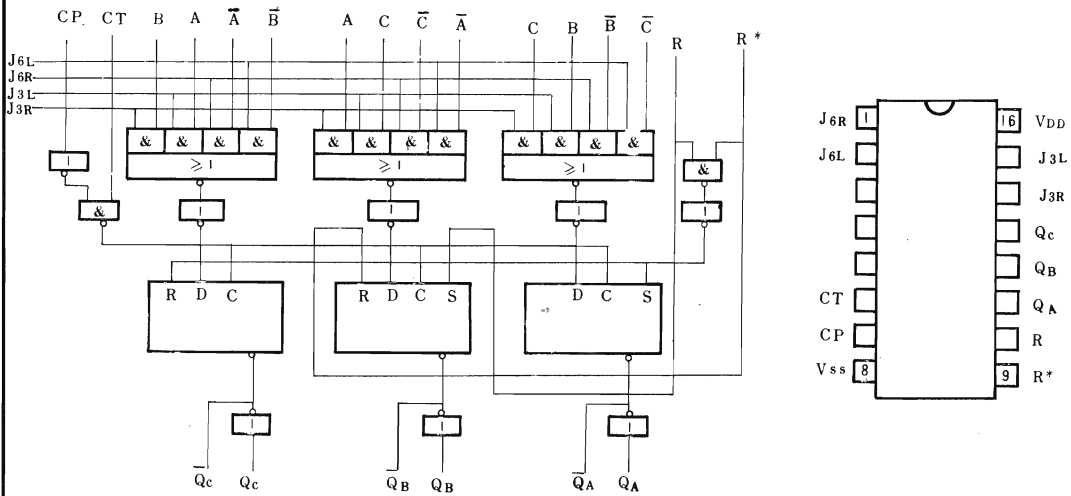 CP CT B A A̅ B̅ A C C̅ A̅ C B B̅ C̅ R R*
J6L
J6R
J3L
J3R
& & & & & & & & & & & &
≥1 ≥1 ≥1
1 &
& 1 1 1 1
R D C R D C S D C S
1 1 1
Q̅c Qc Q̅B QB Q̅A QA
J6R 1 16 VDD
J6L J3L
J3R
Qc
QB
CT QA
CP R
Vss 8 9 R*